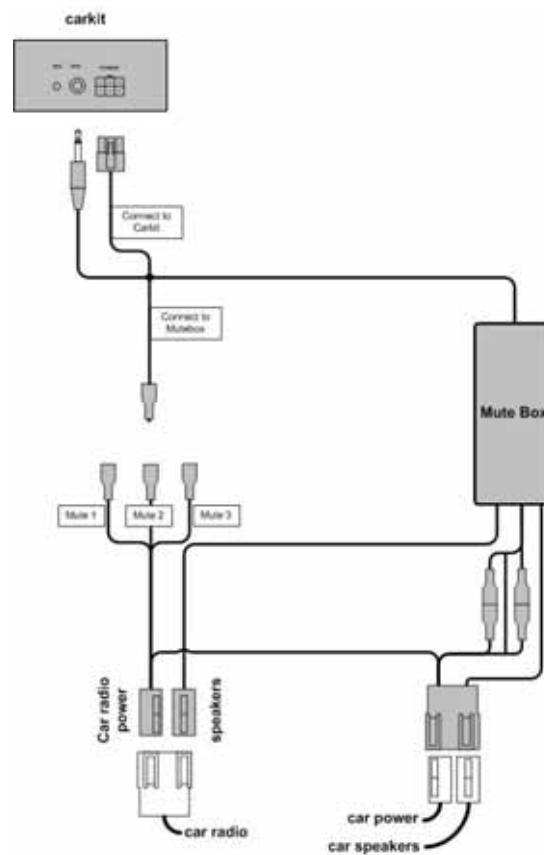 carkit
Connect to
Carkit
Connect to
Mutebox
Mute Box
Mute 1
Mute 2
Mute 3
Car radio
power
speakers
car power
car radio
car speakers